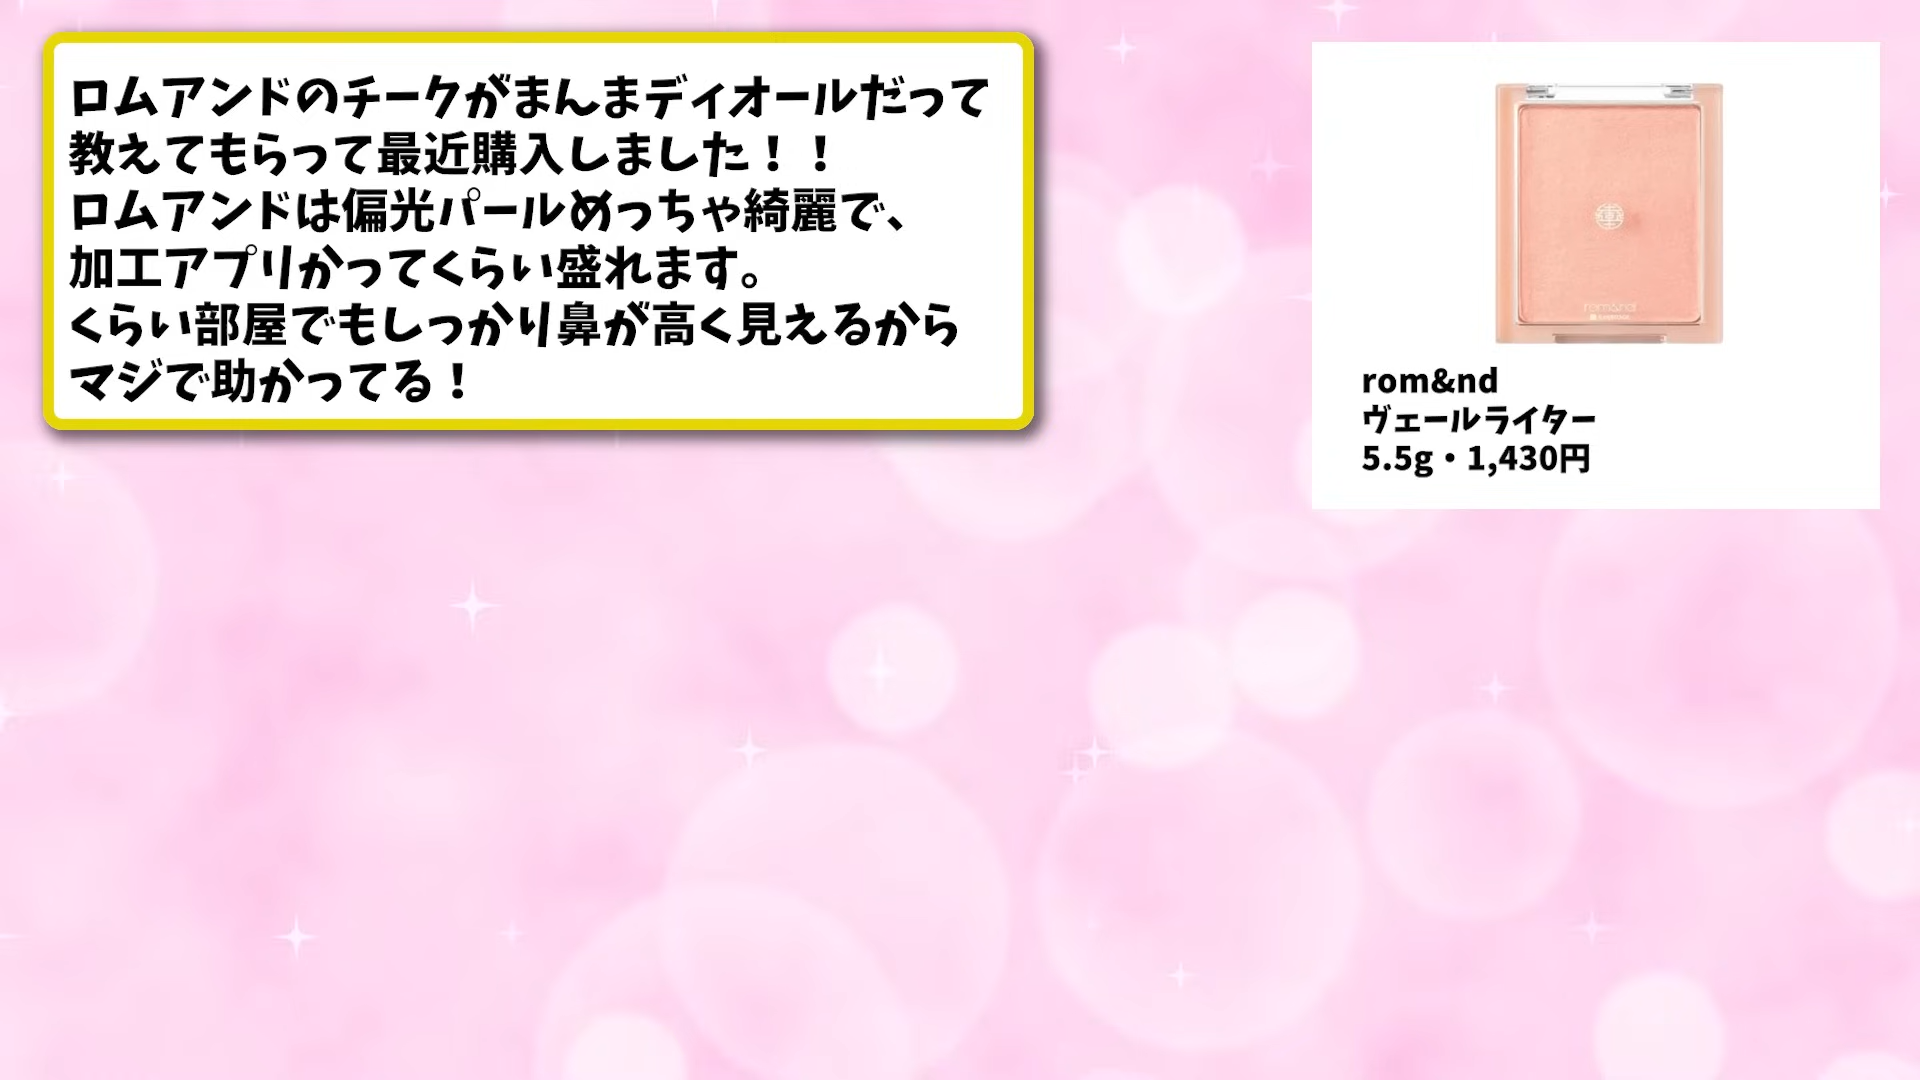 ロムアンドのチークがまんまディオールだって
教えてもらって最近購入しました！！
ロムアンドは偏光パールめっちゃ綺麗で、
加工アプリかってくらい盛れます。
くらい部屋でもしっかり鼻が高く見えるから
マジで助かってる！
rom&nd
rom&nd
ヴェールライター
5.5g・1,430円